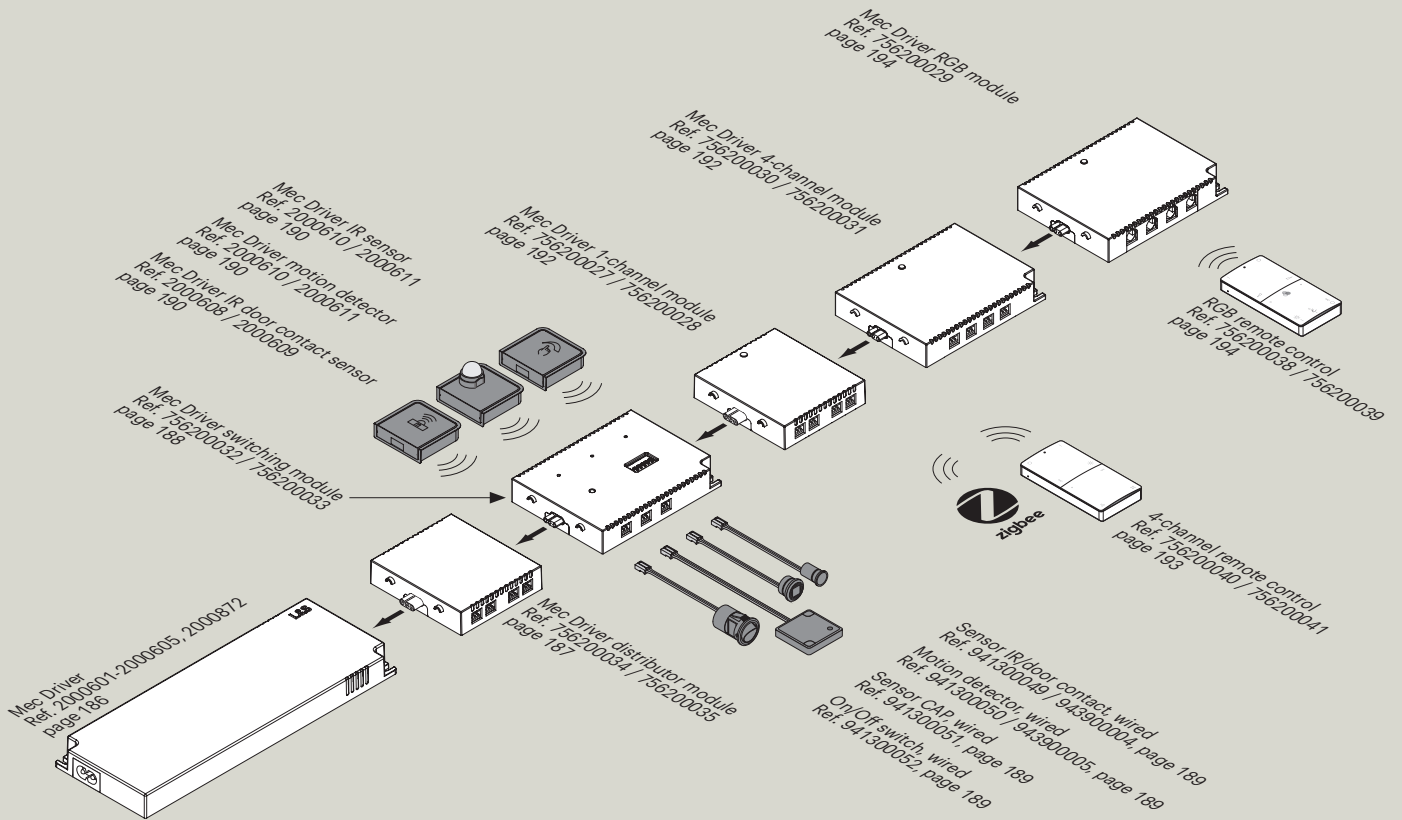 Mec Driver RGB module
Ref. 756200029
page 194
Mec Driver 4-channel module
Ref. 756200030 / 756200031
page 192
Mec Driver IR sensor
Ref. 2000610 / 2000611
page 190
Mec Driver motion detector
Ref. 2000610 / 2000611
page 190
Mec Driver IR door contact sensor
Ref. 2000608 / 2000609
page 190
Mec Driver 1-channel module
Ref. 756200027 / 756200028
page 192
RGB remote control
Ref. 756200038 / 756200039
page 194
Mec Driver switching module
Ref. 756200032 / 756200033
page 188
zigbee
4-channel remote control
Ref. 756200040 / 756200041
page 193
Mec Driver
Ref. 2000601-2000605, 2000872
page 186
Mec Driver distributor module
Ref. 756200034 / 756200035
page 187
Sensor IR/door contact, wired
Ref. 941300049 / 943900004, page 189
Motion detector, wired
Ref. 941300050 / 943900005, page 189
Sensor CAP. wired
Ref. 941300051, page 189
On/Off switch, wired
Ref. 941300052, page 189